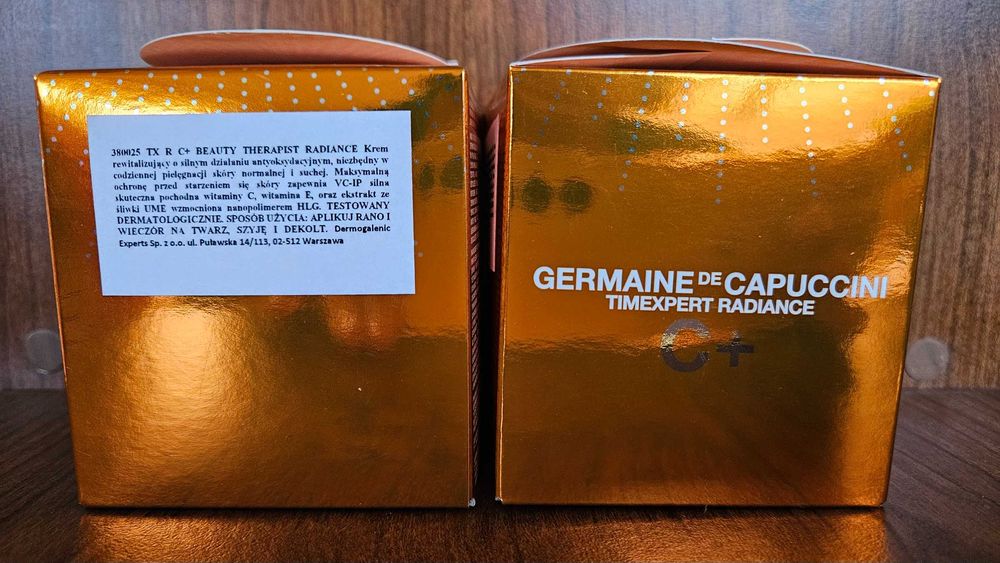 380025 TX R C+ BEAUTY THERAPIST RADIANCE Krem
rewitalizujący o silnym działaniu antyoksydacyjnym, niezbędny w
codziennej pielęgnacji skóry normalnej i suchej. Maksymalną
ochronę przed starzeniem się skóry zapewnia VC-IP silna
skuteczna pochodna witaminy C, witamina E, oraz ekstrakt ze
śliwki UME wzmocniona nanopolimerem HLG. TESTOWANY
DERMATOLOGICZNIE. SPOSÓB UŻYCIA: APLIKUJ RANO I
WIECZÓR NA TWARZ, SZYJĘ I DEKOLT. Dermogalenic
Experts Sp. z o.o. ul. Puławska 14/113, 02-512 Warszawa
GERMAINE DE CAPUCCINI
TIMEXPERT RADIANCE
C+